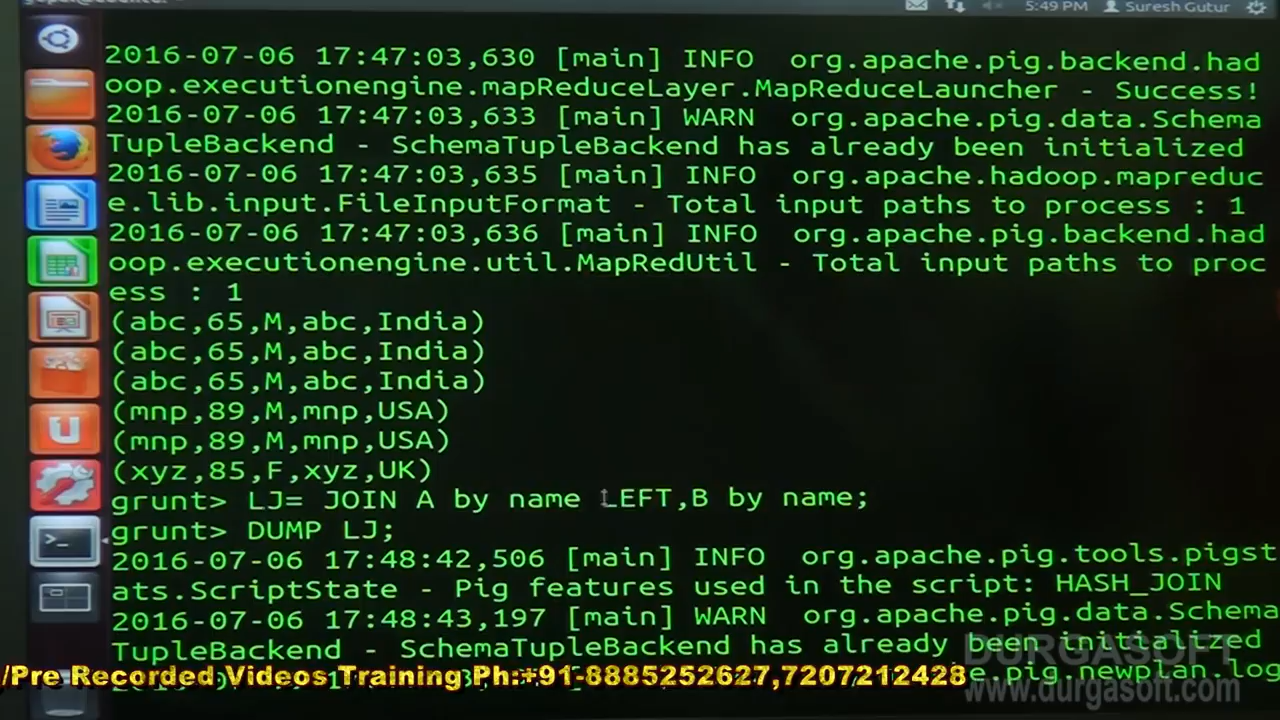 5:49 PM Suresh Gutur
2016-07-06 17:47:03,630 [main] INFO org.apache.pig.backend.had
oop.executionengine.mapReduceLayer.MapReduceLauncher - Success!
2016-07-06 17:47:03,633 [main] WARN org.apache.pig.data.Schema
TupleBackend - SchemaTupleBackend has already been initialized
2016-07-06 17:47:03,635 [main] INFO org.apache.hadoop.mapreduc
e.lib.input.FileInputFormat - Total input paths to process : 1
2016-07-06 17:47:03,636 [main] INFO org.apache.pig.backend.had
oop.executionengine.util.MapRedUtil - Total input paths to proc
ess : 1
(abc,65,M,abc,India)
(abc,65,M,abc,India)
(abc,65,M,abc,India)
(mnp,89,M,mnp,USA)
(mnp,89,M,mnp,USA)
(xyz,85,F,xyz,UK)
grunt> LJ= JOIN A by name LEFT,B by name;
grunt> DUMP LJ;
2016-07-06 17:48:42,506 [main] INFO org.apache.pig.tools.pigst
ats.ScriptState - Pig features used in the script: HASH_JOIN
2016-07-06 17:48:43,197 [main] WARN org.apache.pig.data.Schema
TupleBackend - SchemaTupleBackend has already been initialized
DURGASOFT
e.pig.newplan.log
/Pre Recorded Videos Training Ph:+91-8885252627,7207212428
www.durgasoft.com